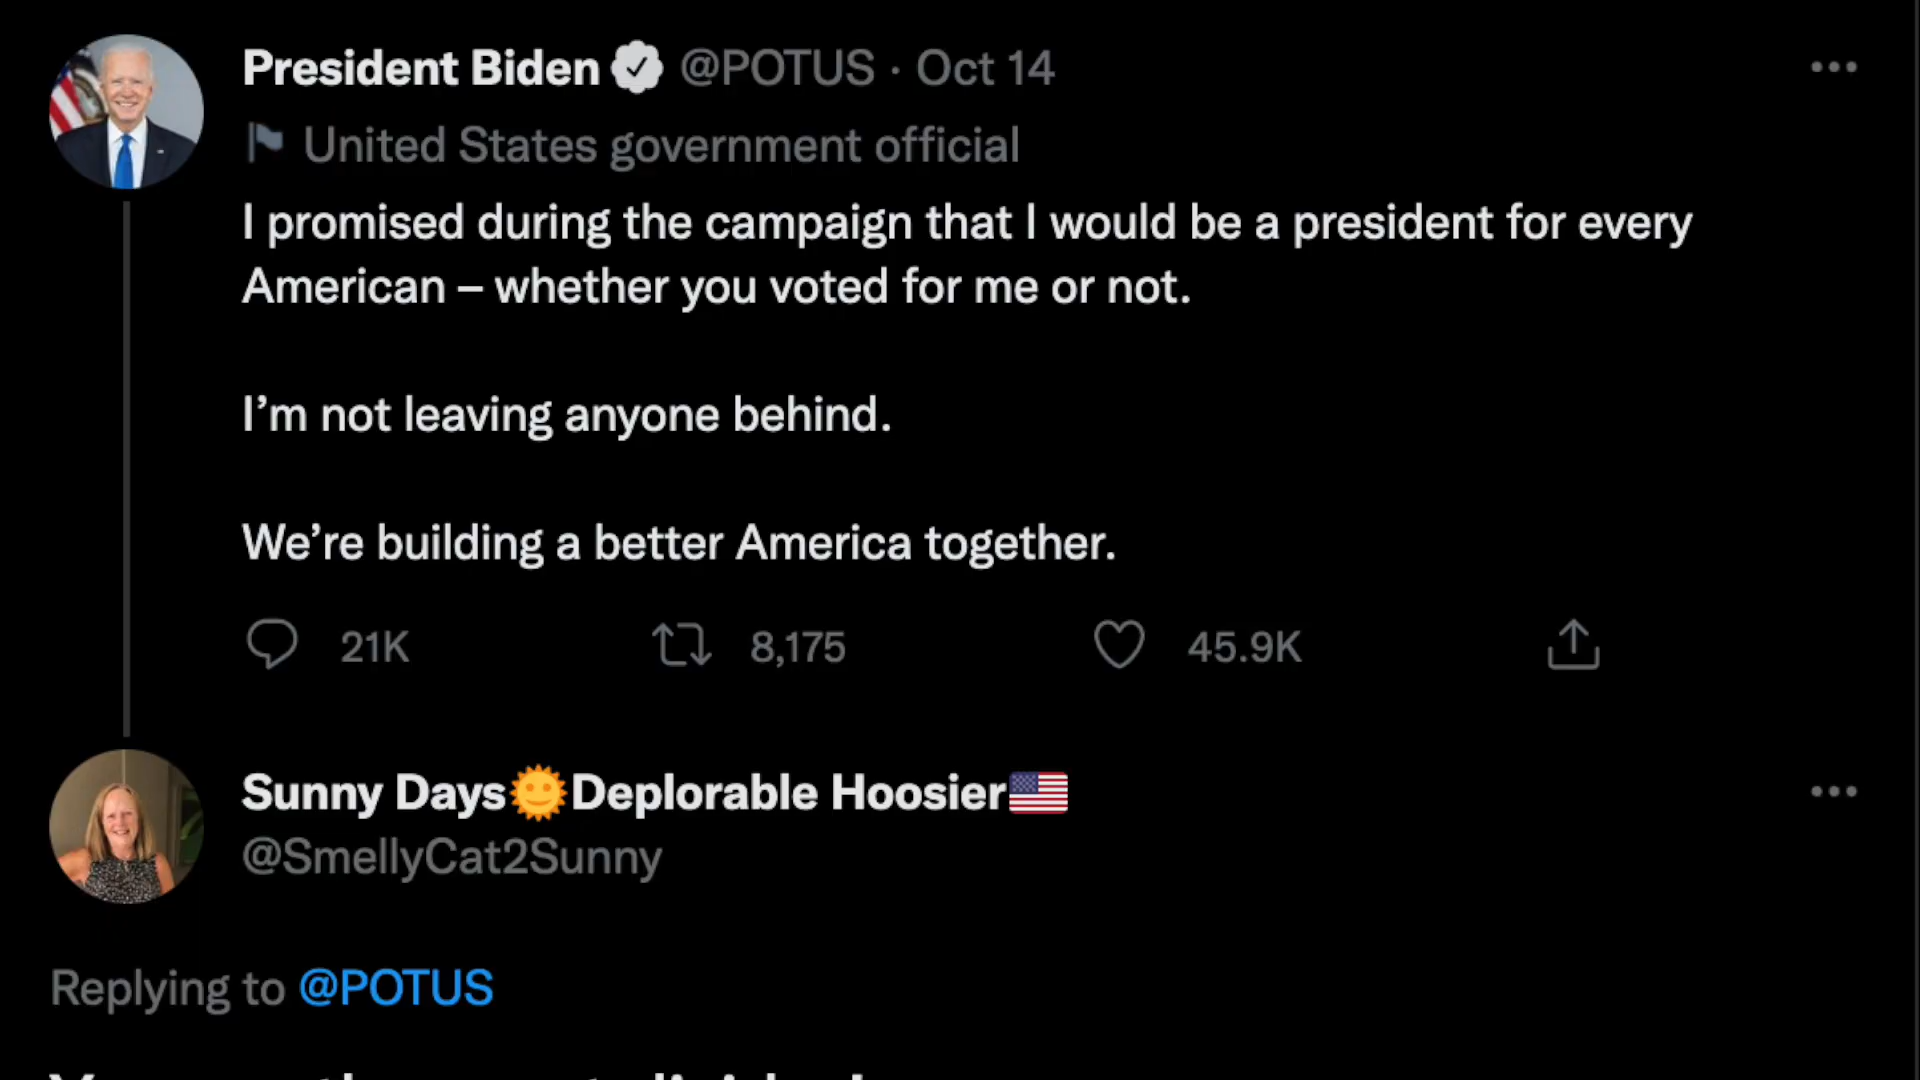 President Biden @POTUS · Oct 14
United States government official
I promised during the campaign that I would be a president for every
American – whether you voted for me or not.
I’m not leaving anyone behind.
We’re building a better America together.
21K 8,175 45.9K
Sunny Days🌞Deplorable Hoosier🇺🇸
@SmellyCat2Sunny
Replying to @POTUS